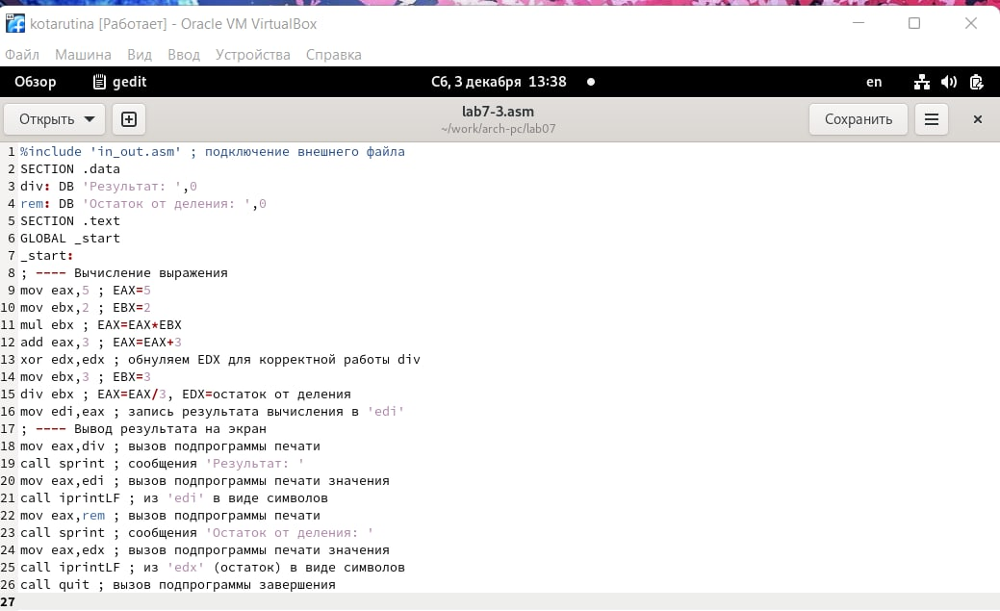 kotarutina [Работает] - Oracle VM VirtualBox
Файл Машина Вид Ввод Устройства Справка
Обзор gedit Сб, 3 декабря 13:38 en
Открыть lab7-3.asm Сохранить
~/work/arch-pc/lab07
1 %include 'in_out.asm' ; подключение внешнего файла
2 SECTION .data
3 div: DB 'Результат: ',0
4 rem: DB 'Остаток от деления: ',0
5 SECTION .text
6 GLOBAL _start
7 _start:
8 ; ---- Вычисление выражения
9 mov eax,5 ; EAX=5
10 mov ebx,2 ; EBX=2
11 mul ebx ; EAX=EAX*EBX
12 add eax,3 ; EAX=EAX+3
13 xor edx,edx ; обнуляем EDX для корректной работы div
14 mov ebx,3 ; EBX=3
15 div ebx ; EAX=EAX/3, EDX=остаток от деления
16 mov edi,eax ; запись результата вычисления в 'edi'
17 ; ---- Вывод результата на экран
18 mov eax,div ; вызов подпрограммы печати
19 call sprint ; сообщения 'Результат: '
20 mov eax,edi ; вызов подпрограммы печати значения
21 call iprintLF ; из 'edi' в виде символов
22 mov eax,rem ; вызов подпрограммы печати
23 call sprint ; сообщения 'Остаток от деления: '
24 mov eax,edx ; вызов подпрограммы печати значения
25 call iprintLF ; из 'edx' (остаток) в виде символов
26 call quit ; вызов подпрограммы завершения
27